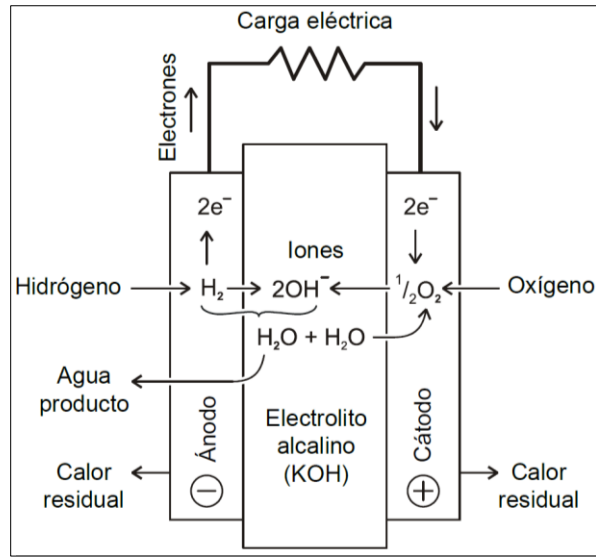 Carga eléctrica
Electrones
2e⁻
2e⁻
Iones
Hidrógeno
H₂
2OH⁻
¹/₂O₂
Oxígeno
H₂O + H₂O
Agua
producto
Ánodo
Electrolito
alcalino
(KOH)
Cátodo
Calor
residual
−
+
Calor
residual